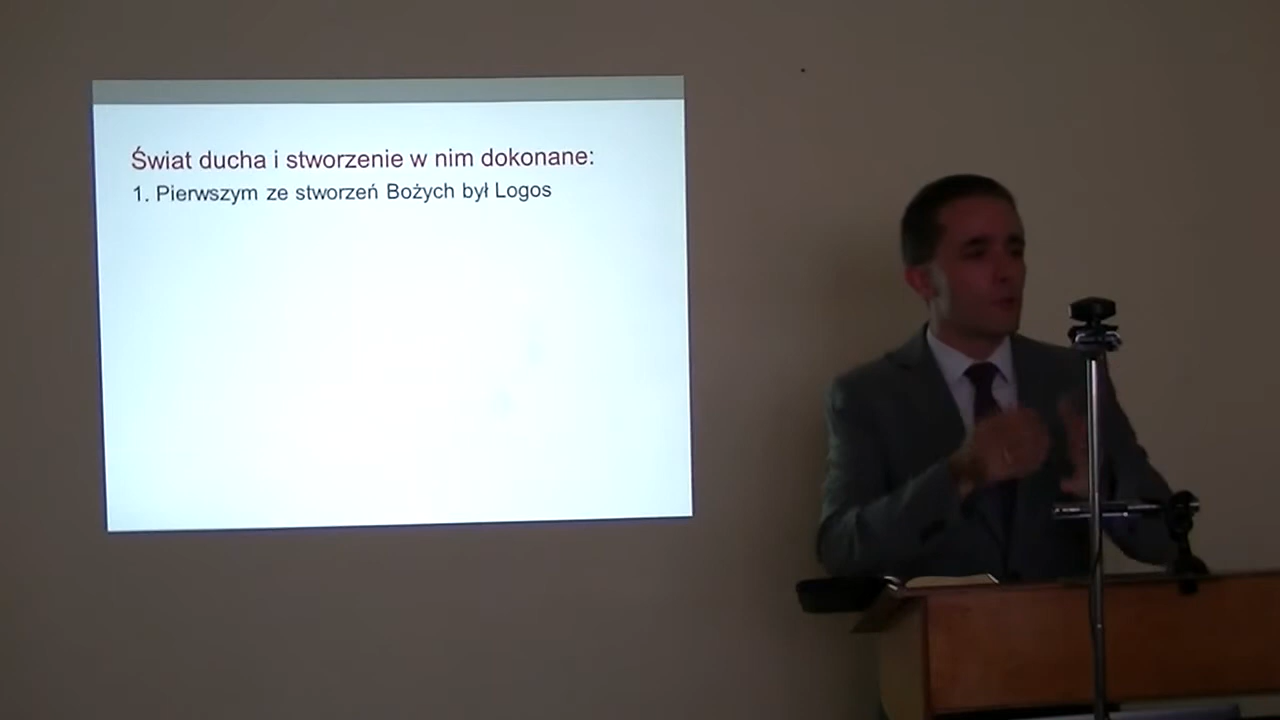 Świat ducha i stworzenie w nim dokonane:
1. Pierwszym ze stworzeń Bożych był Logos